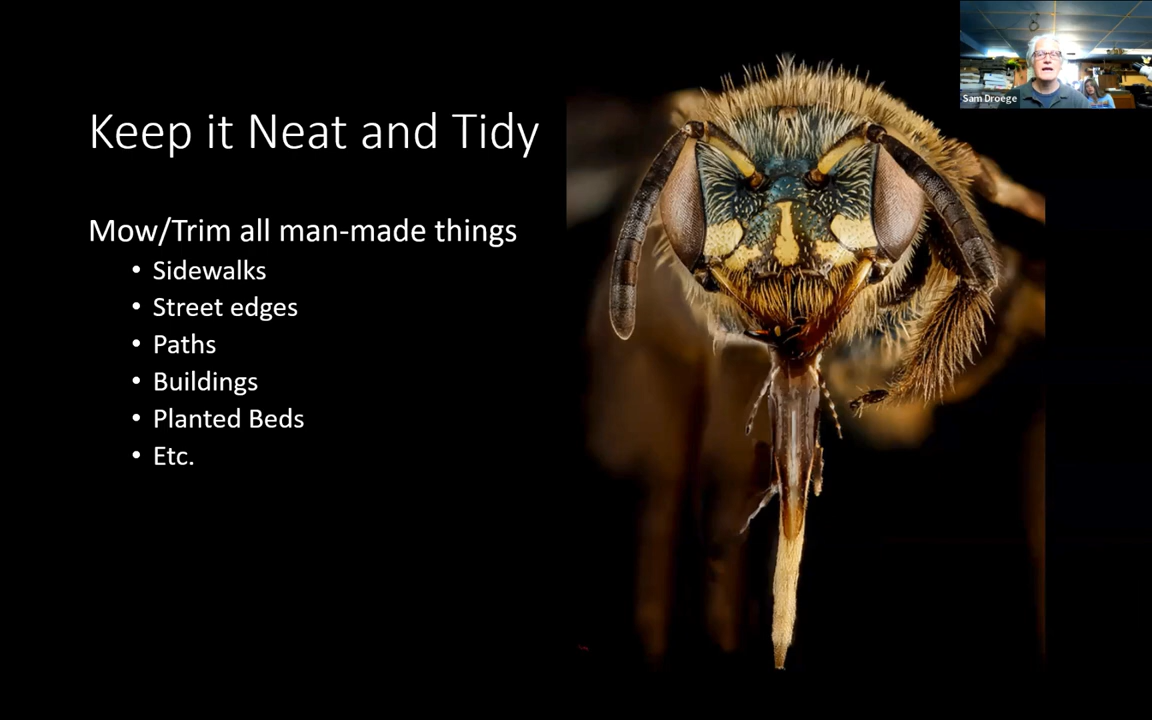 Keep it Neat and Tidy
Mow/Trim all man-made things
• Sidewalks
• Street edges
• Paths
• Buildings
• Planted Beds
• Etc.
Sam Droege